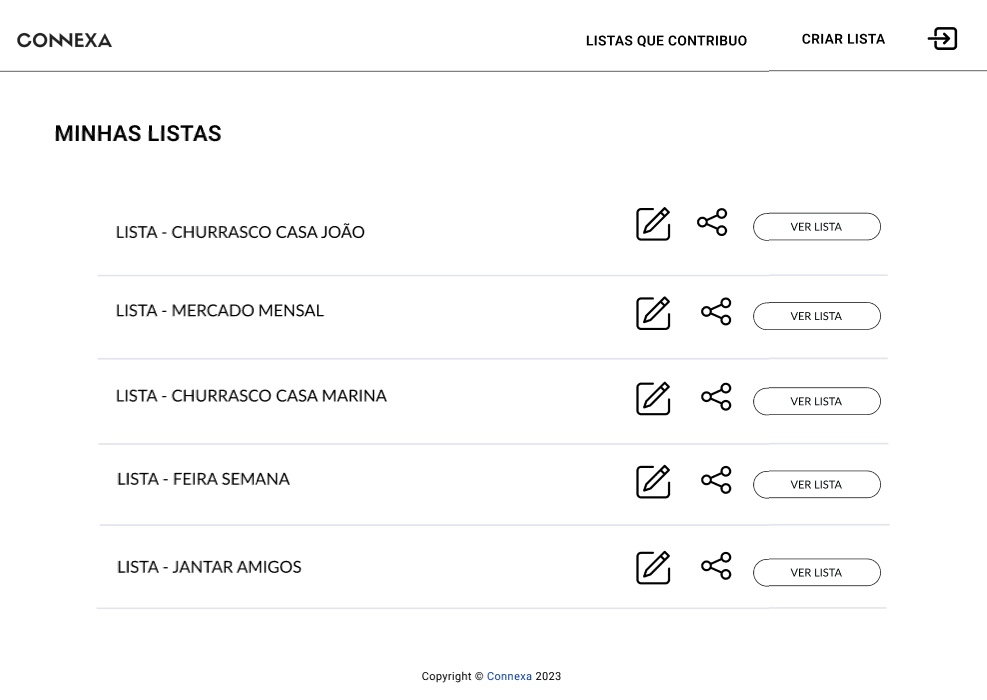 CONNEXA
LISTAS QUE CONTRIBUO
CRIAR LISTA
MINHAS LISTAS
LISTA - CHURRASCO CASA JOÃO
VER LISTA
LISTA - MERCADO MENSAL
VER LISTA
LISTA - CHURRASCO CASA MARINA
VER LISTA
LISTA - FEIRA SEMANA
VER LISTA
LISTA - JANTAR AMIGOS
VER LISTA
Copyright © Connexa 2023